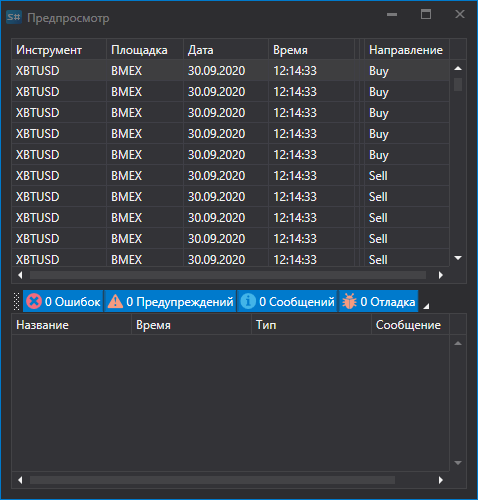 S# Предпросмотр
Инструмент Площадка Дата Время Направление
XBTUSD BMEX 30.09.2020 12:14:33 Buy
XBTUSD BMEX 30.09.2020 12:14:33 Buy
XBTUSD BMEX 30.09.2020 12:14:33 Buy
XBTUSD BMEX 30.09.2020 12:14:33 Buy
XBTUSD BMEX 30.09.2020 12:14:33 Buy
XBTUSD BMEX 30.09.2020 12:14:33 Sell
XBTUSD BMEX 30.09.2020 12:14:33 Sell
XBTUSD BMEX 30.09.2020 12:14:33 Sell
XBTUSD BMEX 30.09.2020 12:14:33 Sell
XBTUSD BMEX 30.09.2020 12:14:33 Sell
0 Ошибок 0 Предупреждений 0 Сообщений 0 Отладка
Название Время Тип Сообщение